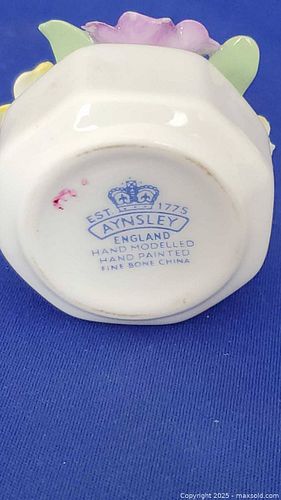 EST. 1775
AYNSLEY
ENGLAND
HAND MODELLED
HAND PAINTED
FINE BONE CHINA
Copyright 2025 - maxsold.com